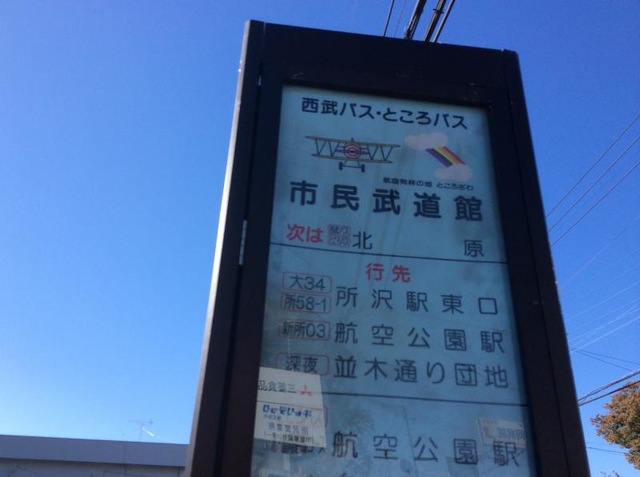 西武バス・ところバス
航空発祥の地 ところざわ
市民武道館
次は 北原
行先
大34
所58-1 所沢駅東口
新所03 航空公園駅
深夜 並木通り団地
航空公園駅